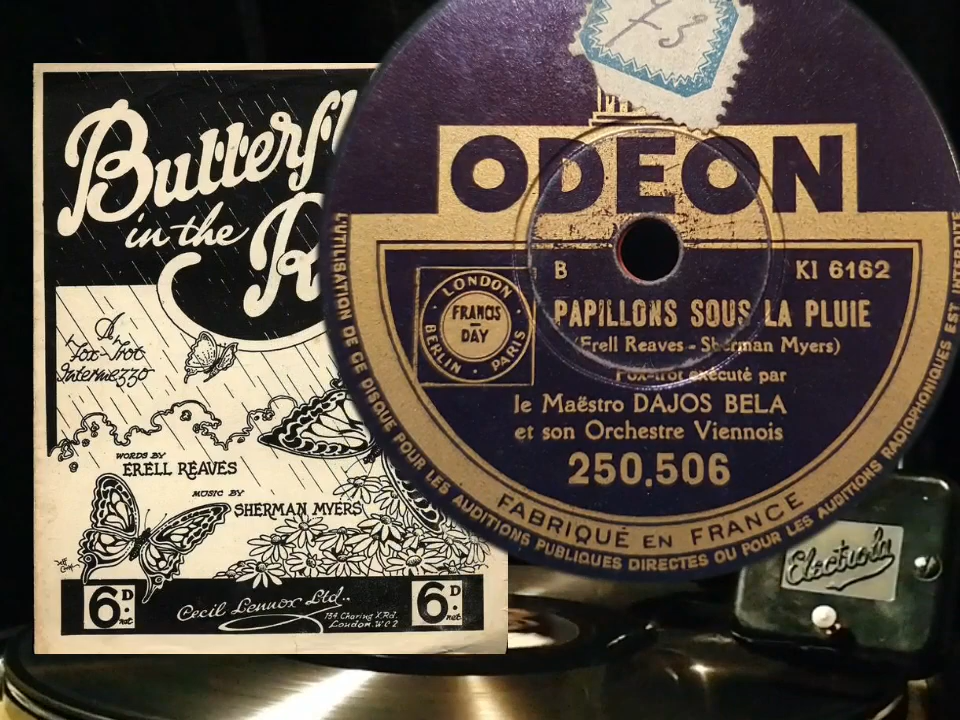 Butterfl
in the
R
A
Fox-Trot
Intermezzo
WORDS BY
ERELL REAVES
MUSIC BY
SHERMAN MYERS
6D. net
Cecil Lennox Ltd.
134, Charing X Rd.
London. W.C.2
6D. net
73
ODEON
B
KI 6162
LONDON
FRANCIS
DAY
BERLIN · PARIS
PAPILLONS SOUS LA PLUIE
(Erell Reaves - Sherman Myers)
Fox-trot exécuté par
le Maëstro DAJOS BELA
et son Orchestre Viennois
250.506
FABRIQUÉ EN FRANCE
L'UTILISATION DE CE DISQUE POUR LES AUDITIONS PUBLIQUES DIRECTES OU POUR LES AUDITIONS RADIOPHONIQUES EST INTERDITE
Electrola